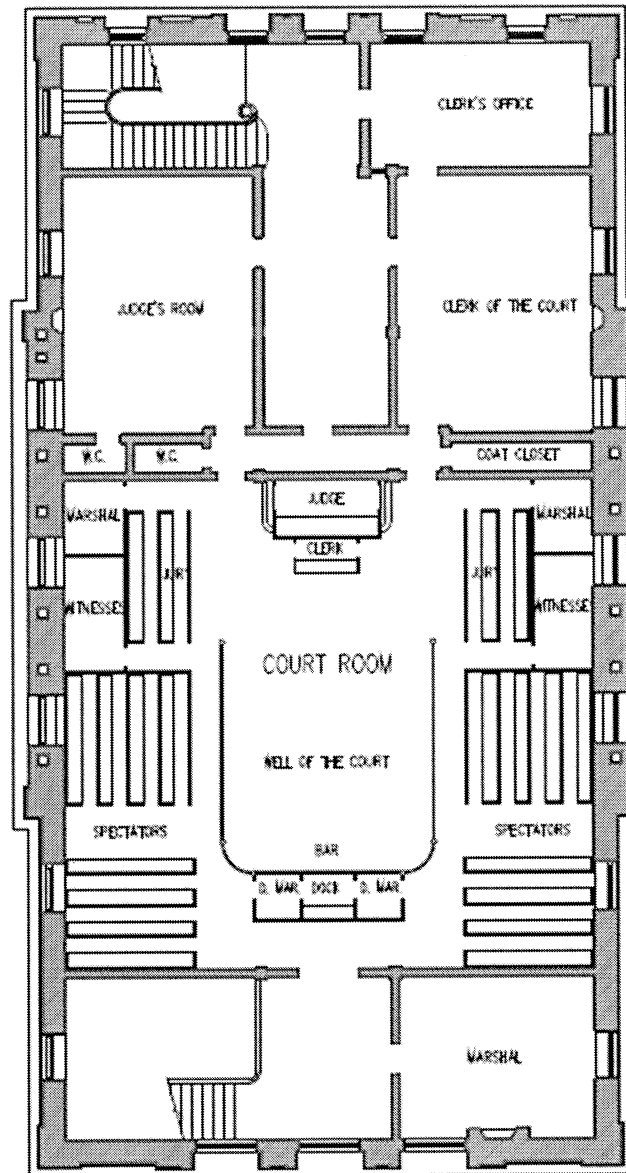 CLERK'S OFFICE
JUDGE'S ROOM
CLERK OF THE COURT
W.C.
W.C.
COAT CLOSET
MARSHAL
JUDGE
MARSHAL
CLERK
JURY
JURY
WITNESSES
WITNESSES
COURT ROOM
WELL OF THE COURT
SPECTATORS
SPECTATORS
BAR
D. MAR
DOCK
D. MAR
MARSHAL